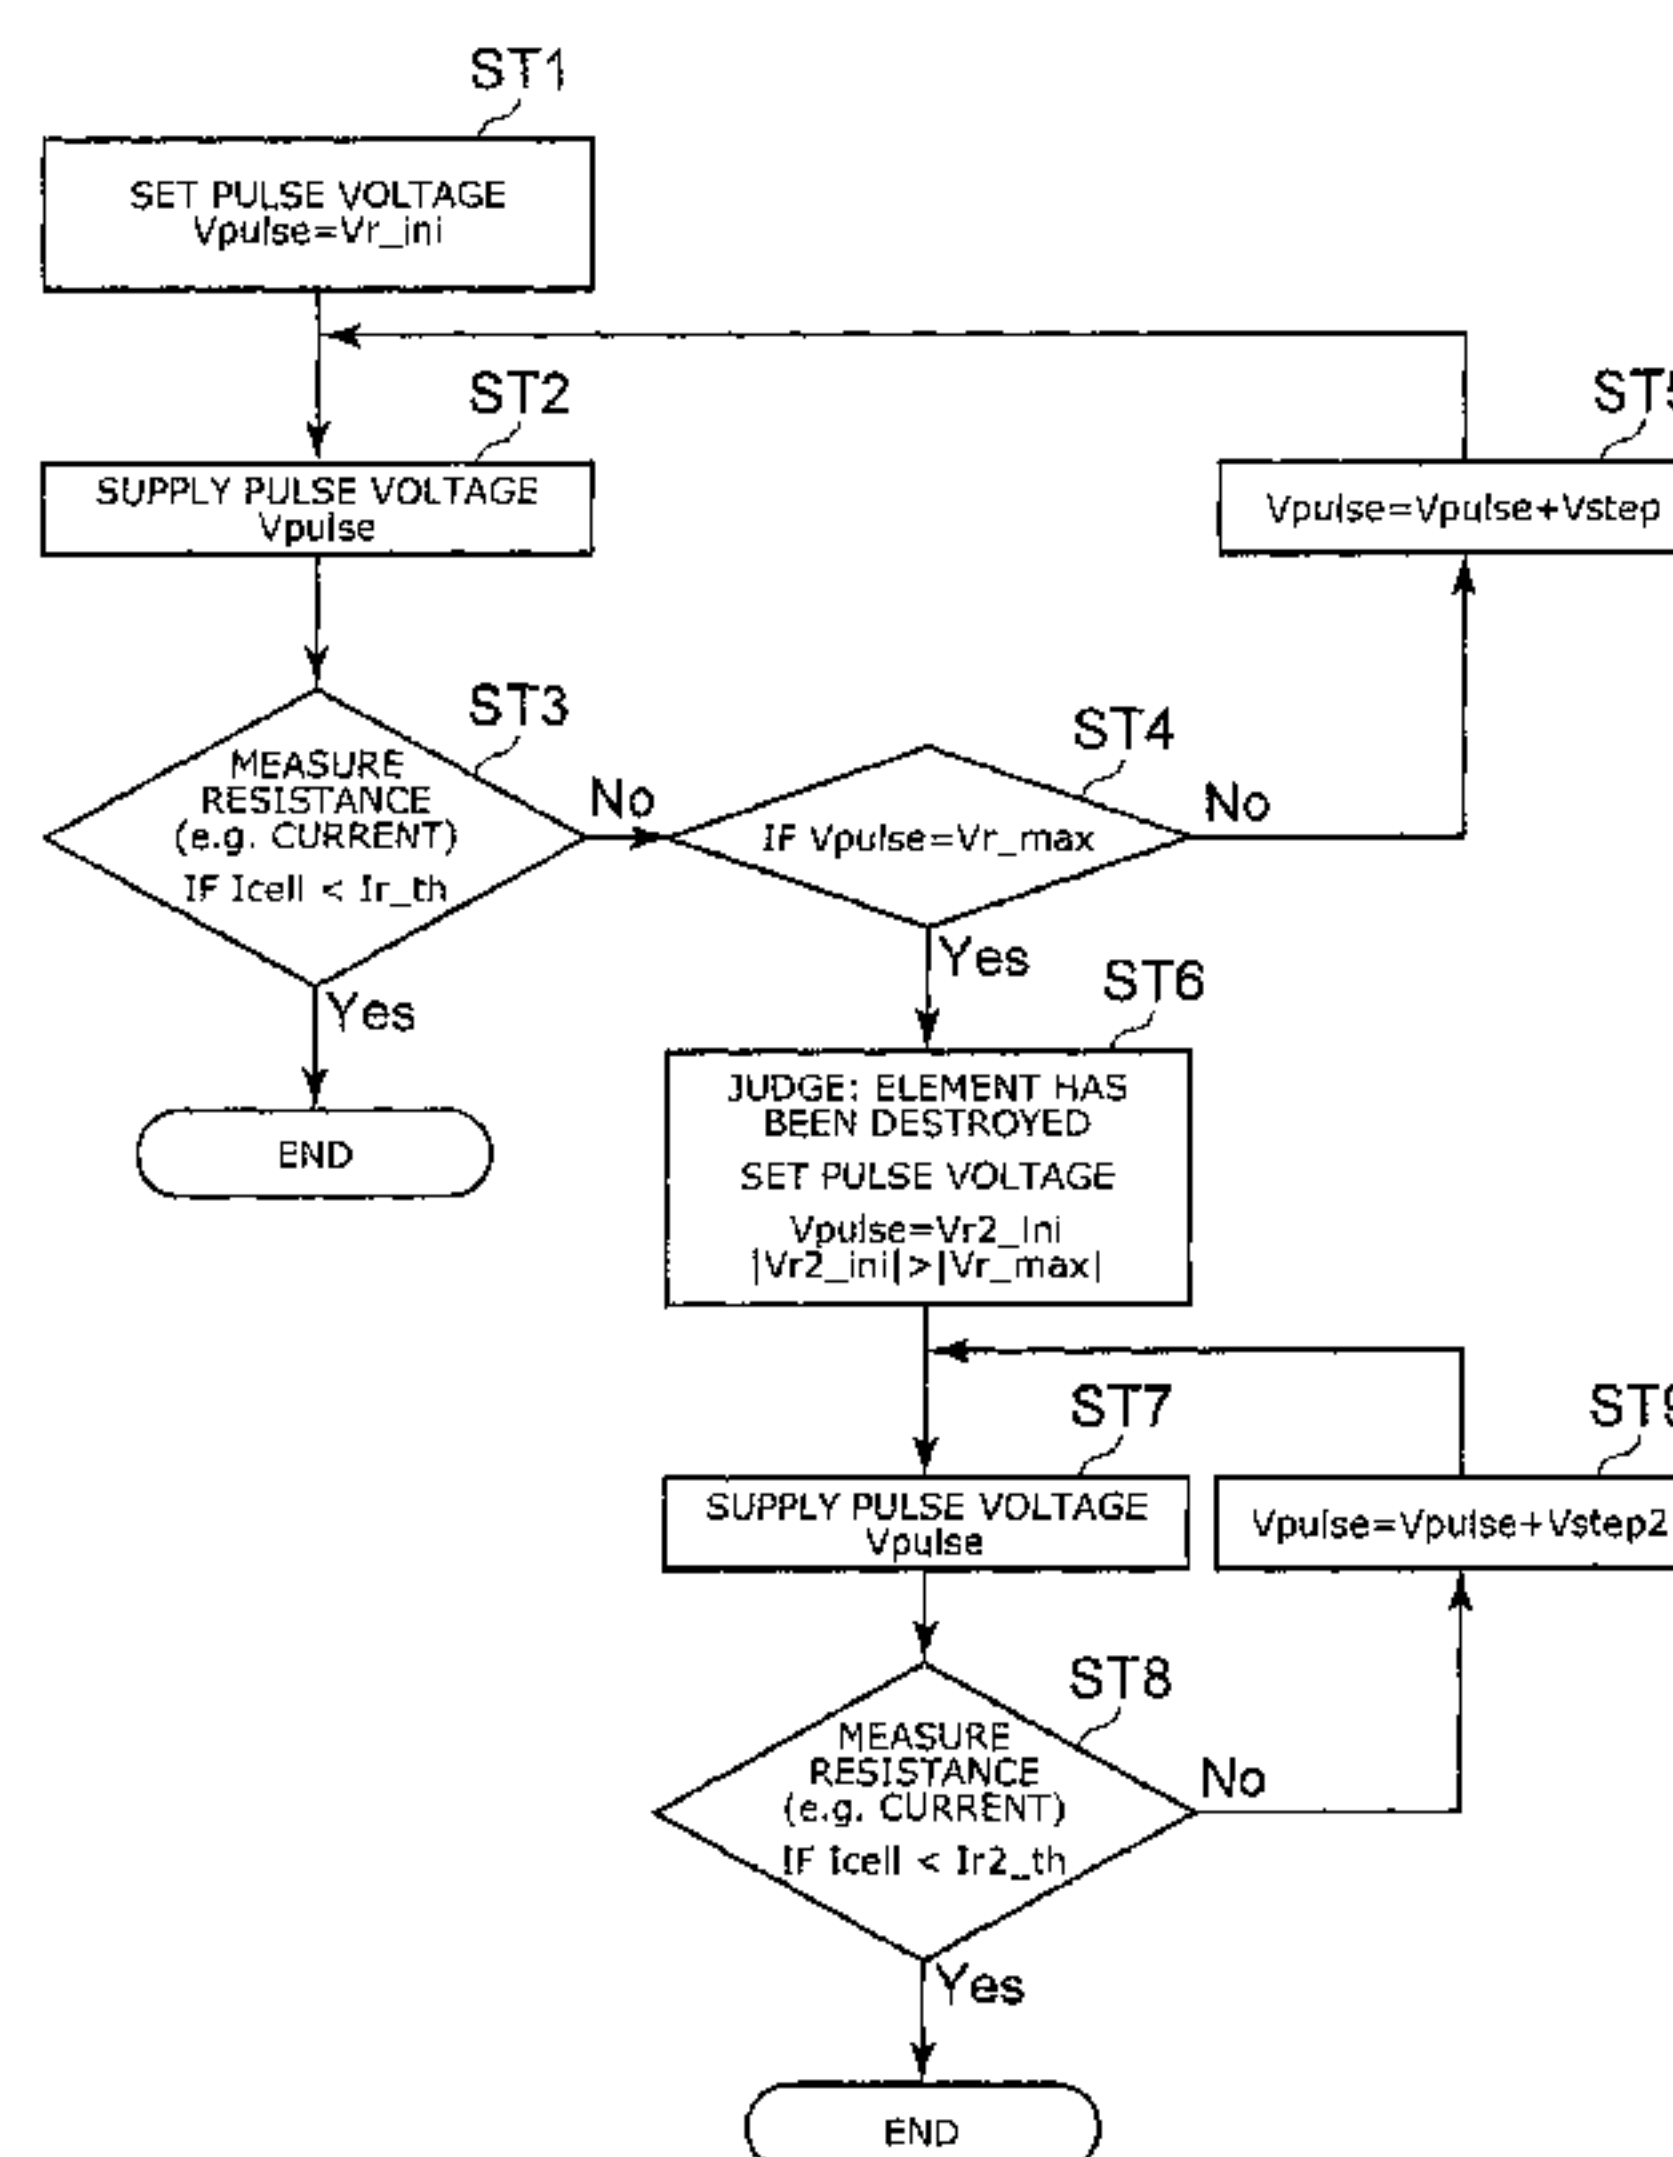 ST1
SET PULSE VOLTAGE
Vpulse=Vr_ini
ST2
SUPPLY PULSE VOLTAGE
Vpulse
ST5
Vpulse=Vpulse+Vstep
ST3
MEASURE
RESISTANCE
(e.g. CURRENT)
IF Icell < Ir_th
No
Yes
END
ST4
IF Vpulse=Vr_max
No
Yes
ST6
JUDGE: ELEMENT HAS
BEEN DESTROYED
SET PULSE VOLTAGE
Vpulse=Vr2_Ini
|Vr2_ini|>|Vr_max|
ST7
SUPPLY PULSE VOLTAGE
Vpulse
ST9
Vpulse=Vpulse+Vstep2
ST8
MEASURE
RESISTANCE
(e.g. CURRENT)
IF Icell < Ir2_th
No
Yes
END